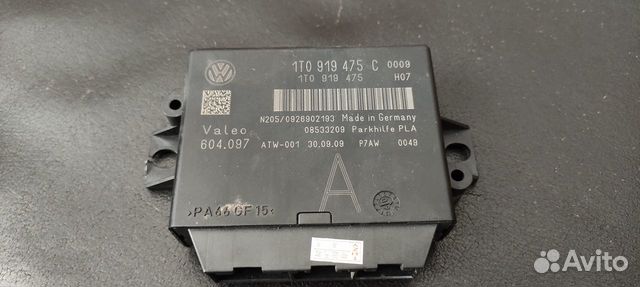 1T0 919 475 C 0009
1T0 919 475 H07
N205/0926902193 Made in Germany
Valeo 08533209 Parkhilfe PLA
604.097 ATW-001 30.09.09 P7AW 0049
A
>PA66 GF15<
Avito